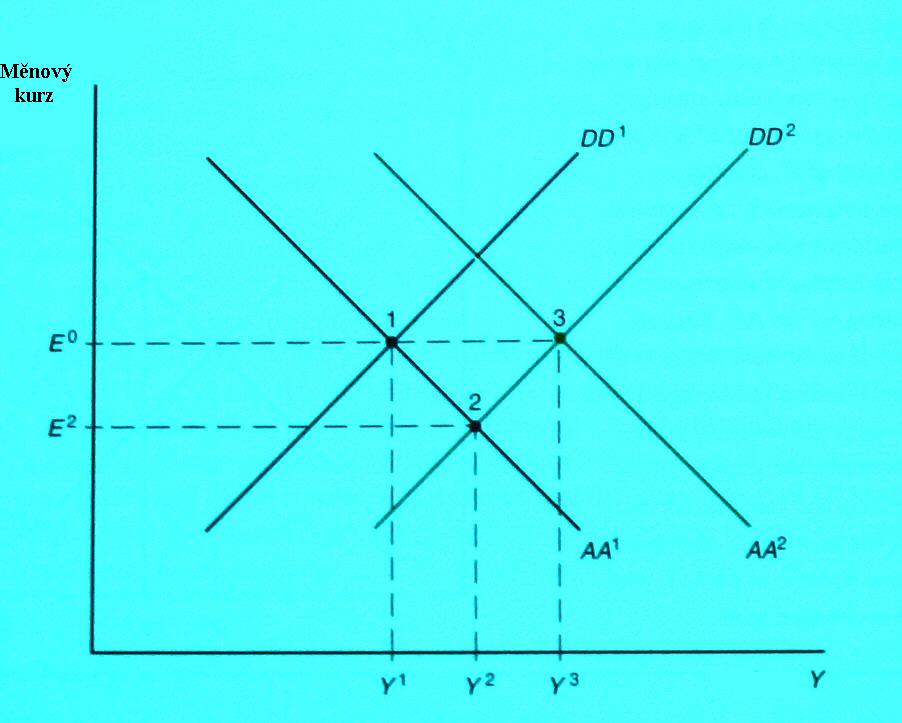 Měnový
kurz
DD¹
DD²
1
3
E⁰
2
E²
AA¹
AA²
Y¹
Y²
Y³
Y